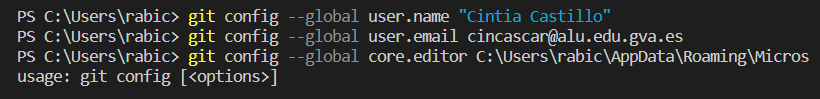 PS C:\Users\rabic> git config --global user.name "Cintia Castillo"
PS C:\Users\rabic> git config --global user.email cincascar@alu.edu.gva.es
PS C:\Users\rabic> git config --global core.editor C:\Users\rabic\AppData\Roaming\Micros
usage: git config [<options>]